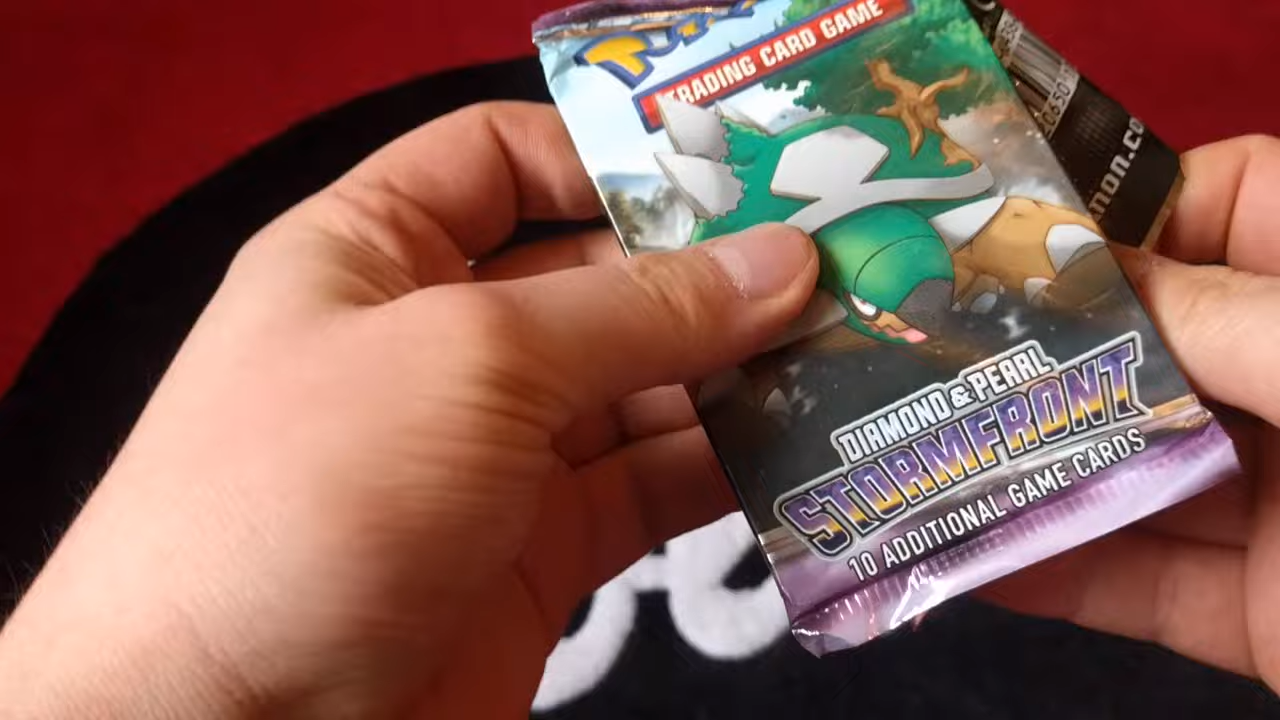 TRADING CARD GAME
DIAMOND & PEARL
STORMFRONT
10 ADDITIONAL GAME CARDS